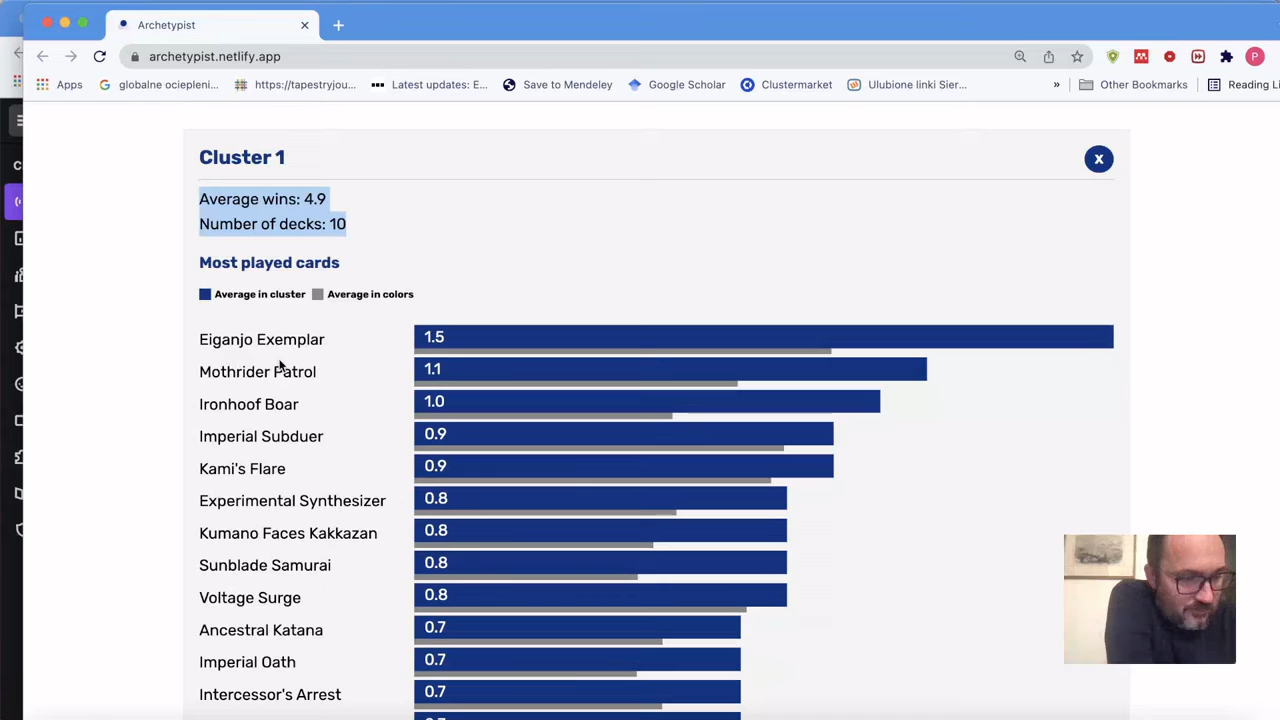 Archetypist
archetypist.netlify.app
P
Apps
globalne ociepleni...
https://tapestryjou...
Latest updates: E...
Save to Mendeley
Google Scholar
Clustermarket
Ulubione linki Sier...
»
Other Bookmarks
Reading Li
Cluster 1
X
Average wins: 4.9
Number of decks: 10
Most played cards
Average in cluster
Average in colors
Eiganjo Exemplar 1.5
Mothrider Patrol 1.1
Ironhoof Boar 1.0
Imperial Subduer 0.9
Kami's Flare 0.9
Experimental Synthesizer 0.8
Kumano Faces Kakkazan 0.8
Sunblade Samurai 0.8
Voltage Surge 0.8
Ancestral Katana 0.7
Imperial Oath 0.7
Intercessor's Arrest 0.7